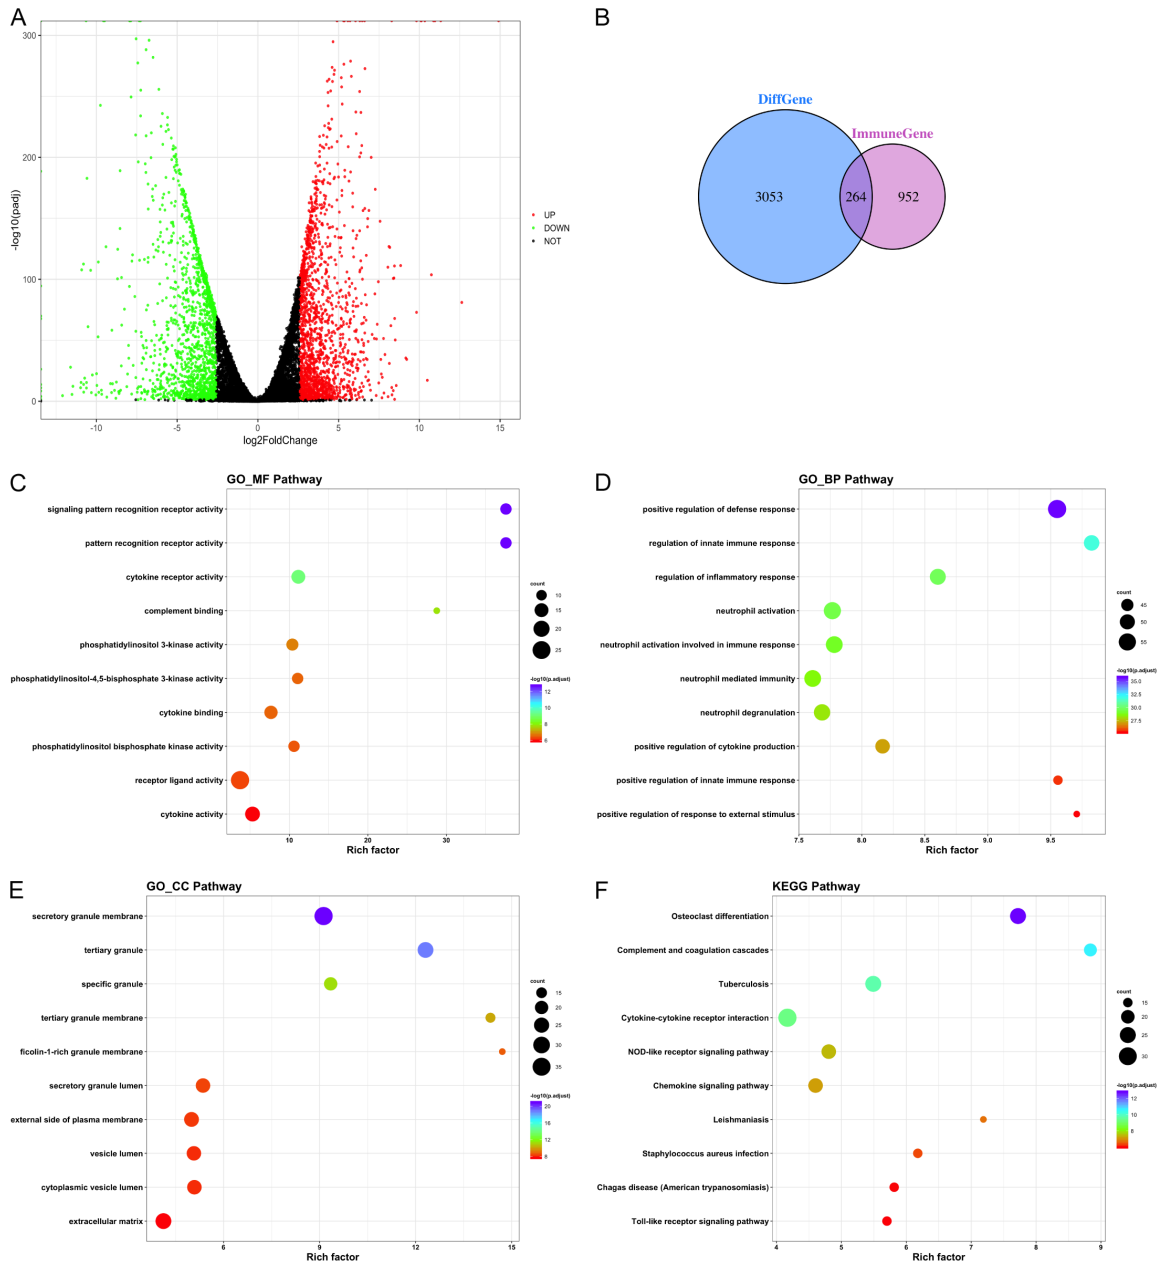 A
300
200
100
0
-log10(padj)
-10
-5
0
5
10
15
log2FoldChange
UP
DOWN
NOT
B
DiffGene
ImmuneGene
3053
264
952
C
GO_MF Pathway
signaling pattern recognition receptor activity
pattern recognition receptor activity
cytokine receptor activity
complement binding
phosphatidylinositol 3-kinase activity
phosphatidylinositol-4,5-bisphosphate 3-kinase activity
cytokine binding
phosphatidylinositol bisphosphate kinase activity
receptor ligand activity
cytokine activity
10
20
30
Rich factor
count
10
15
20
25
-log10(p.adjust)
12
10
8
6
D
GO_BP Pathway
positive regulation of defense response
regulation of innate immune response
regulation of inflammatory response
neutrophil activation
neutrophil activation involved in immune response
neutrophil mediated immunity
neutrophil degranulation
positive regulation of cytokine production
positive regulation of innate immune response
positive regulation of response to external stimulus
7.5
8.0
8.5
9.0
9.5
Rich factor
count
45
50
55
-log10(p.adjust)
35.0
32.5
30.0
27.5
E
GO_CC Pathway
secretory granule membrane
tertiary granule
specific granule
tertiary granule membrane
ficolin-1-rich granule membrane
secretory granule lumen
external side of plasma membrane
vesicle lumen
cytoplasmic vesicle lumen
extracellular matrix
6
9
12
15
Rich factor
count
15
20
25
30
35
-log10(p.adjust)
20
16
12
8
F
KEGG Pathway
Osteoclast differentiation
Complement and coagulation cascades
Tuberculosis
Cytokine-cytokine receptor interaction
NOD-like receptor signaling pathway
Chemokine signaling pathway
Leishmaniasis
Staphylococcus aureus infection
Chagas disease (American trypanosomiasis)
Toll-like receptor signaling pathway
4
5
6
7
8
9
Rich factor
count
15
20
25
30
-log10(p.adjust)
12
10
8